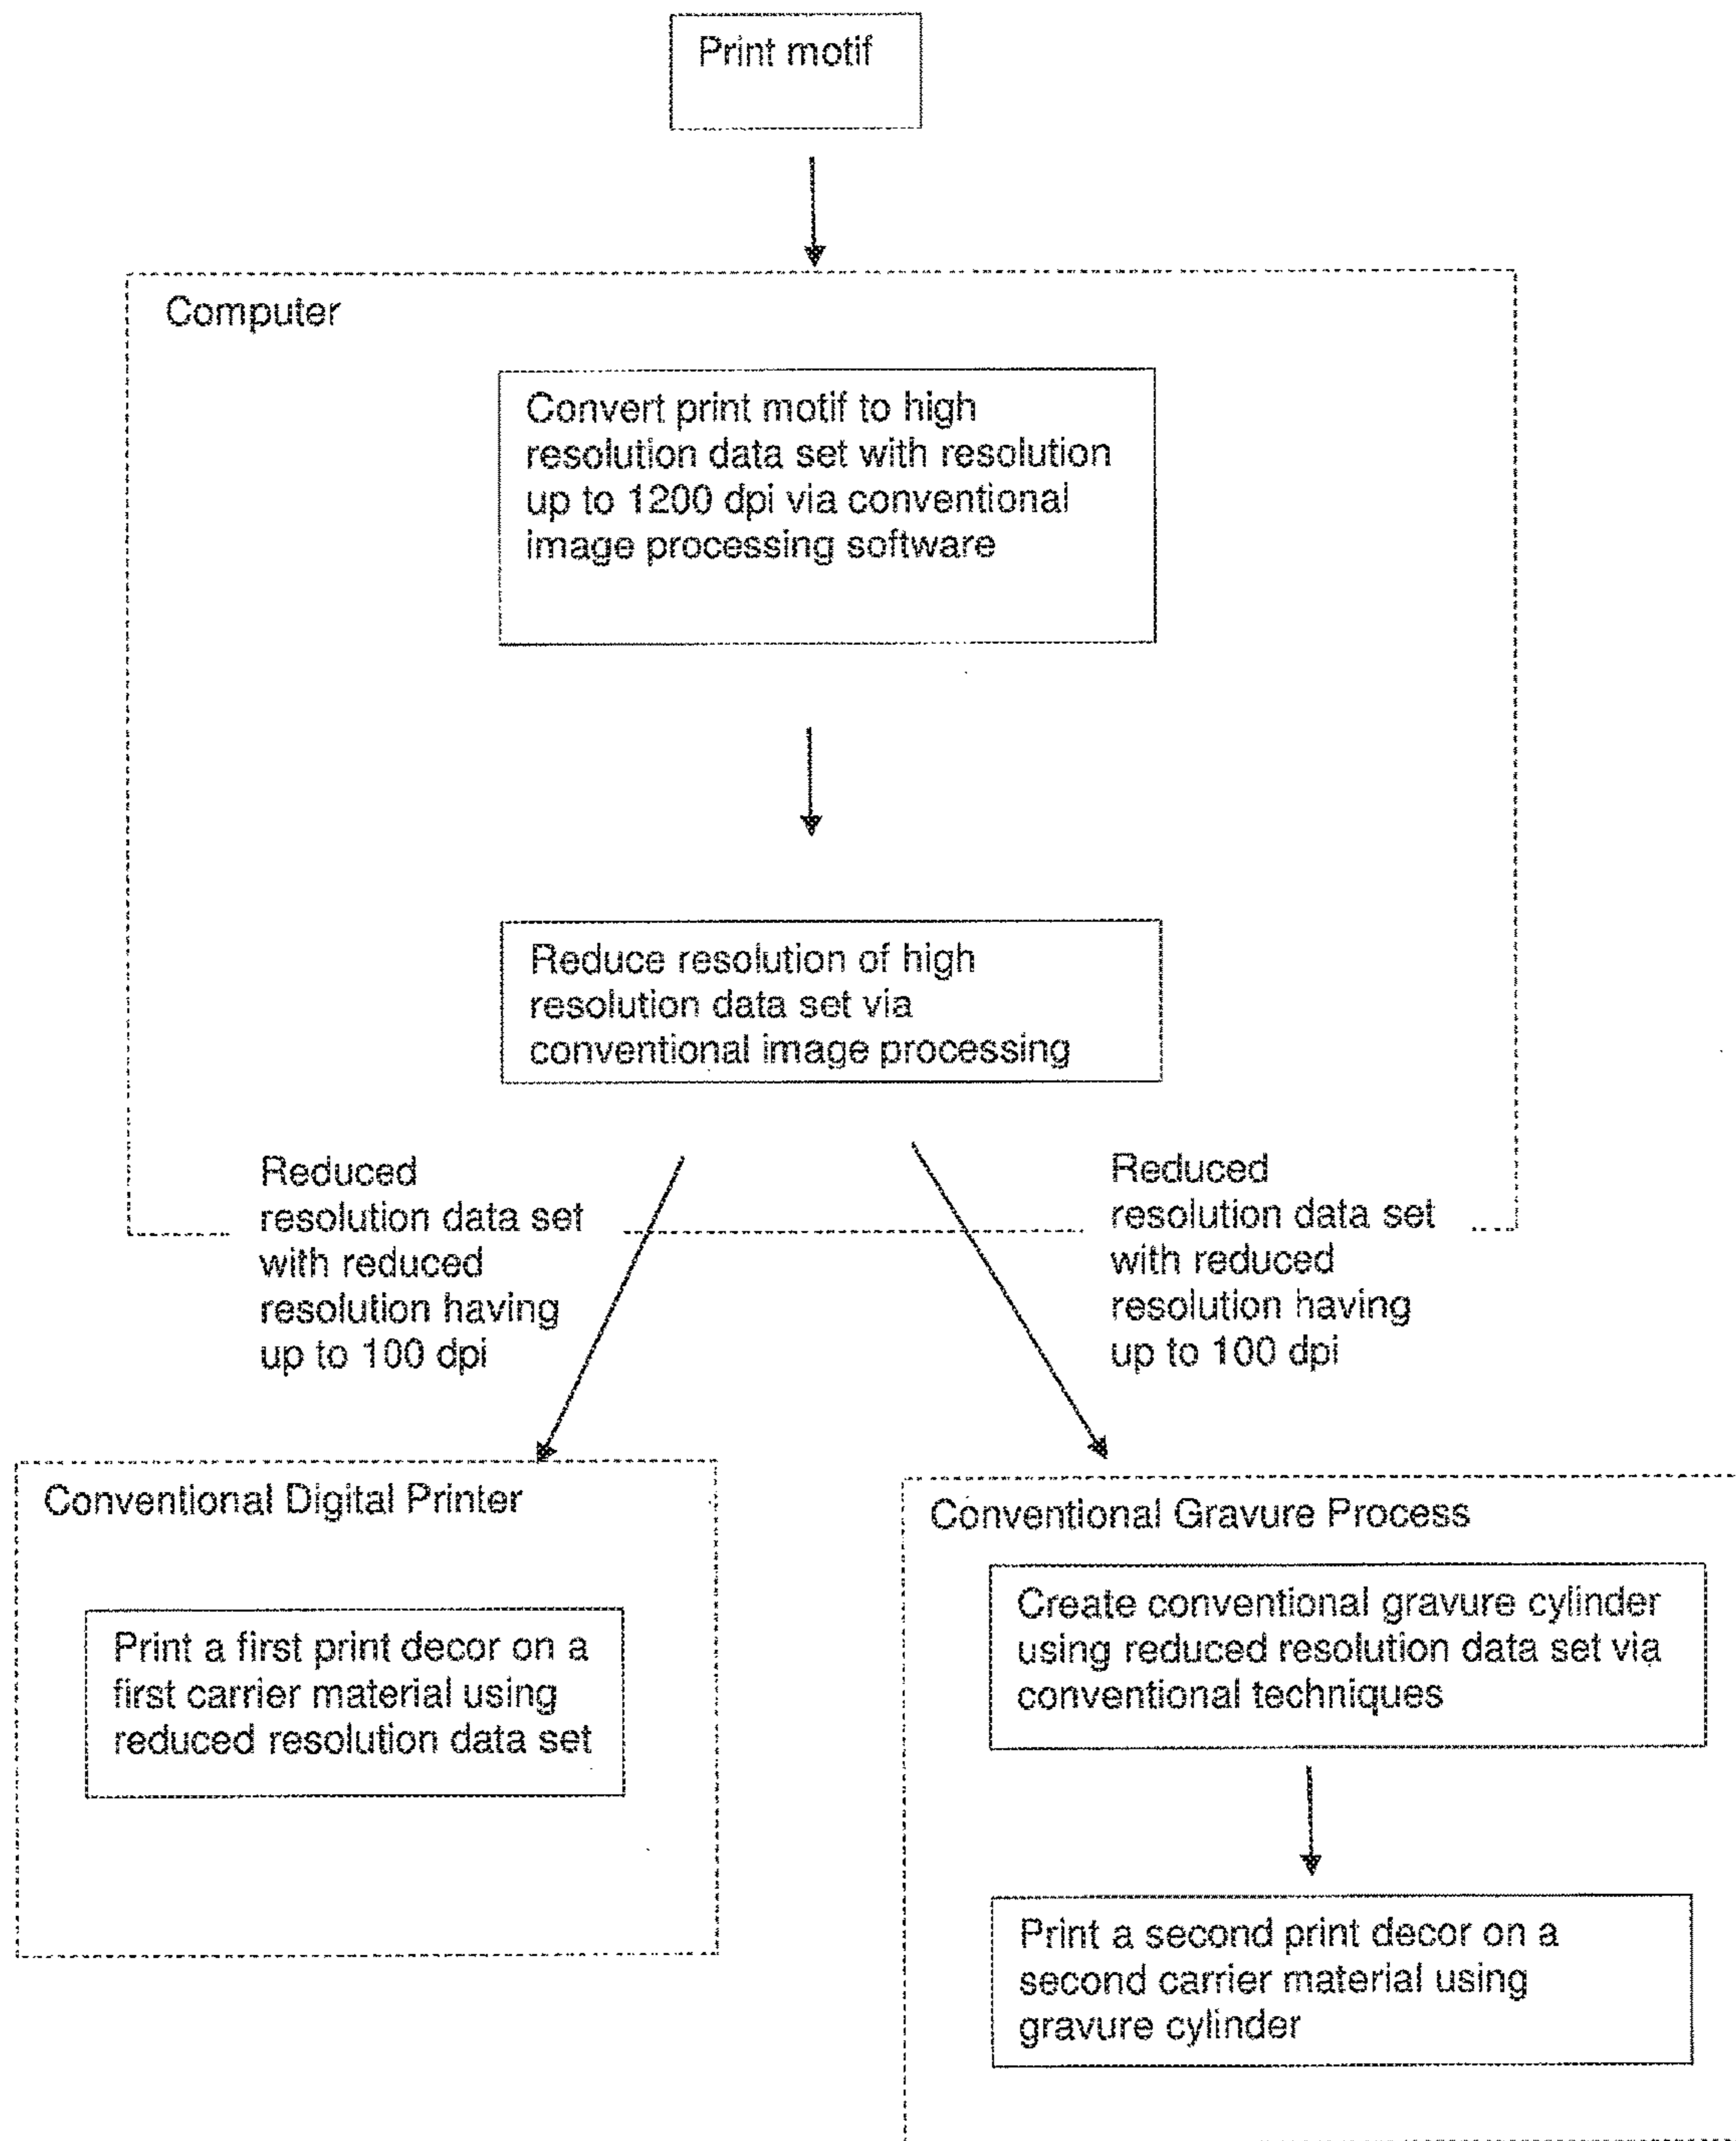 Print motif
Computer
Convert print motif to high
resolution data set with resolution
up to 1200 dpi via conventional
image processing software
Reduce resolution of high
resolution data set via
conventional image processing
Reduced
resolution data set
with reduced
resolution having
up to 100 dpi
Reduced
resolution data set
with reduced
resolution having
up to 100 dpi
Conventional Digital Printer
Print a first print decor on a
first carrier material using
reduced resolution data set
Conventional Gravure Process
Create conventional gravure cylinder
using reduced resolution data set via
conventional techniques
Print a second print decor on a
second carrier material using
gravure cylinder